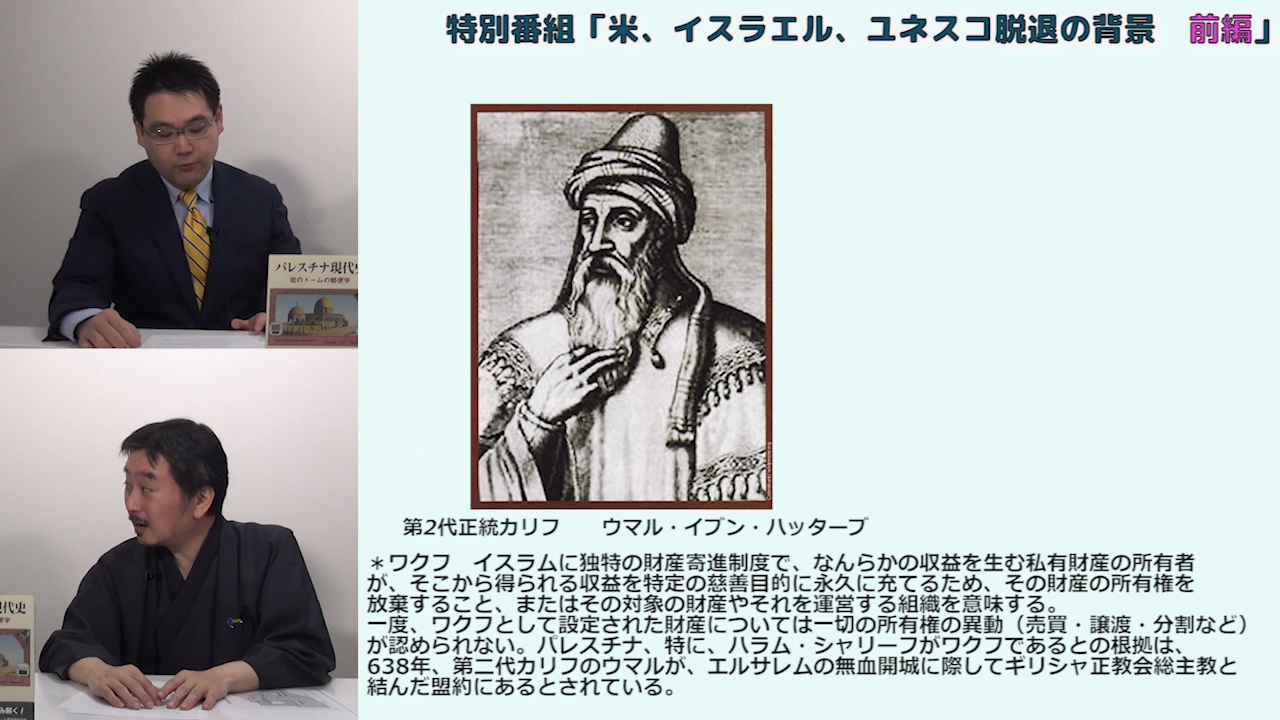 特別番組「米、イスラエル、ユネスコ脱退の背景　前編」
パレスチナ現代史
岩のドームの郵便学
第2代正統カリフ　　ウマル・イブン・ハッターブ
＊ワクフ　イスラムに独特の財産寄進制度で、なんらかの収益を生む私有財産の所有者
が、そこから得られる収益を特定の慈善目的に永久に充てるため、その財産の所有権を
放棄すること、またはその対象の財産やそれを運営する組織を意味する。
一度、ワクフとして設定された財産については一切の所有権の異動（売買・譲渡・分割など）
が認められない。パレスチナ、特に、ハラム・シャリーフがワクフであるとの根拠は、
638年、第二代カリフのウマルが、エルサレムの無血開城に際してギリシャ正教会総主教と
結んだ盟約にあるとされている。
現代史
便学
み解く！